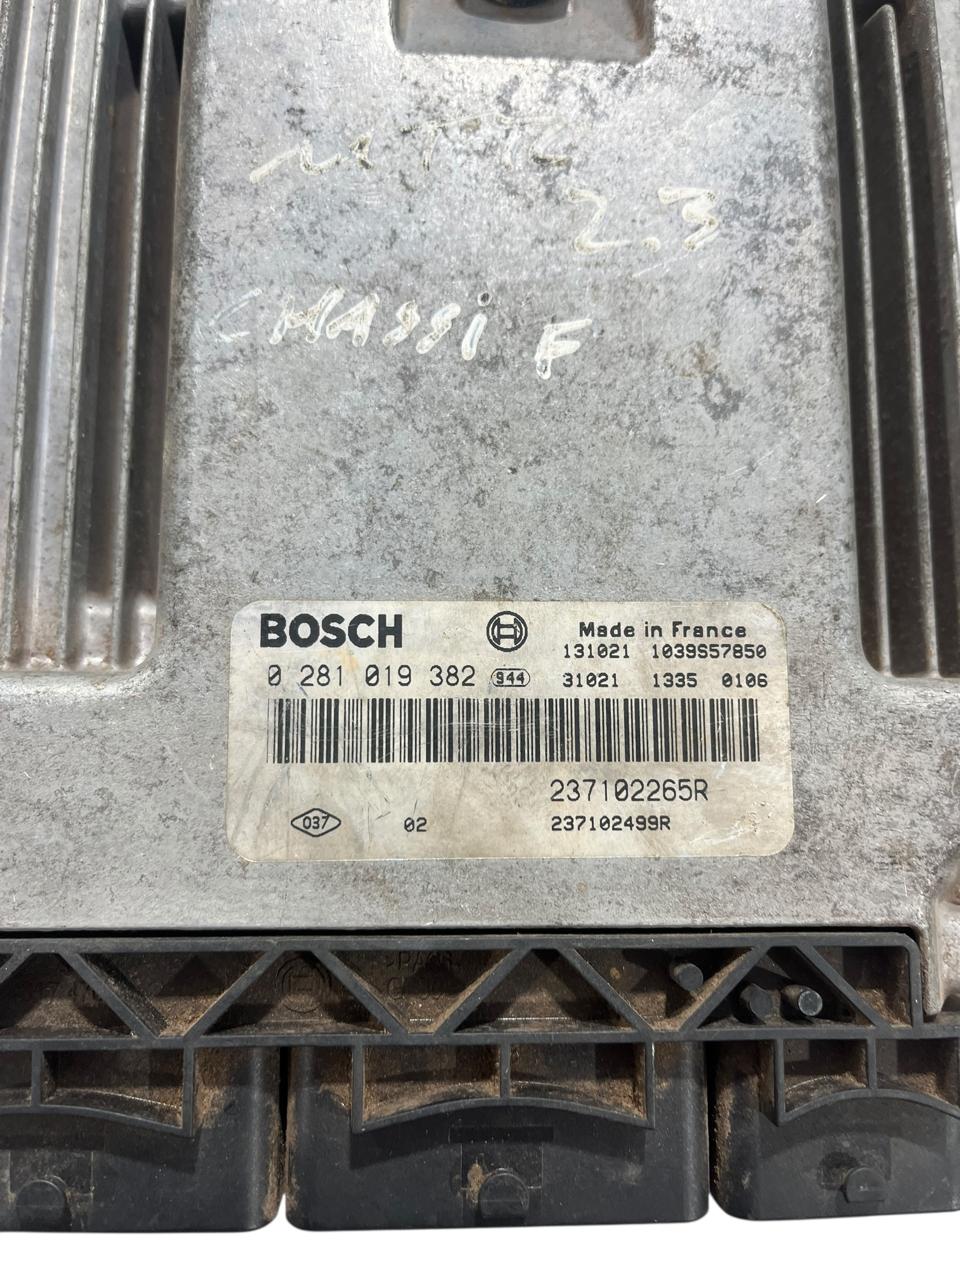 2.3
CHASSI F
BOSCH
Made in France
131021 1039S57850
0 281 019 382 944
31021 1335 0106
237102265R
037 02
237102499R